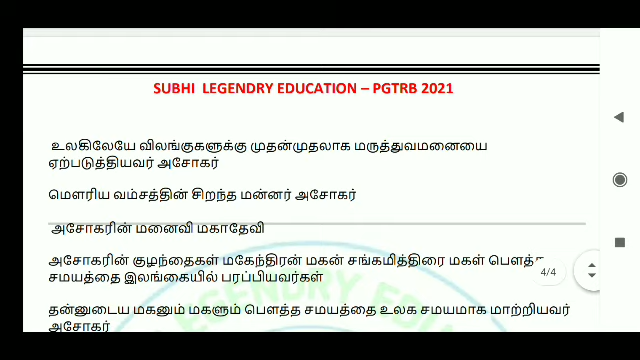 SUBHI LEGENDRY EDUCATION – PGTRB 2021
உலகிலேயே விலங்குகளுக்கு முதன்முதலாக மருத்துவமனையை
ஏற்படுத்தியவர் அசோகர்
மௌரிய வம்சத்தின் சிறந்த மன்னர் அசோகர்
அசோகரின் மனைவி மகாதேவி
அசோகரின் குழந்தைகள் மகேந்திரன் மகன் சங்கமித்திரை மகள் பௌத்த
சமயத்தை இலங்கையில் பரப்பியவர்கள்
4/4
தன்னுடைய மகனும் மகளும் பௌத்த சமயத்தை உலக சமயமாக மாற்றியவர்
அசோகர்
LEGENDRY EDU